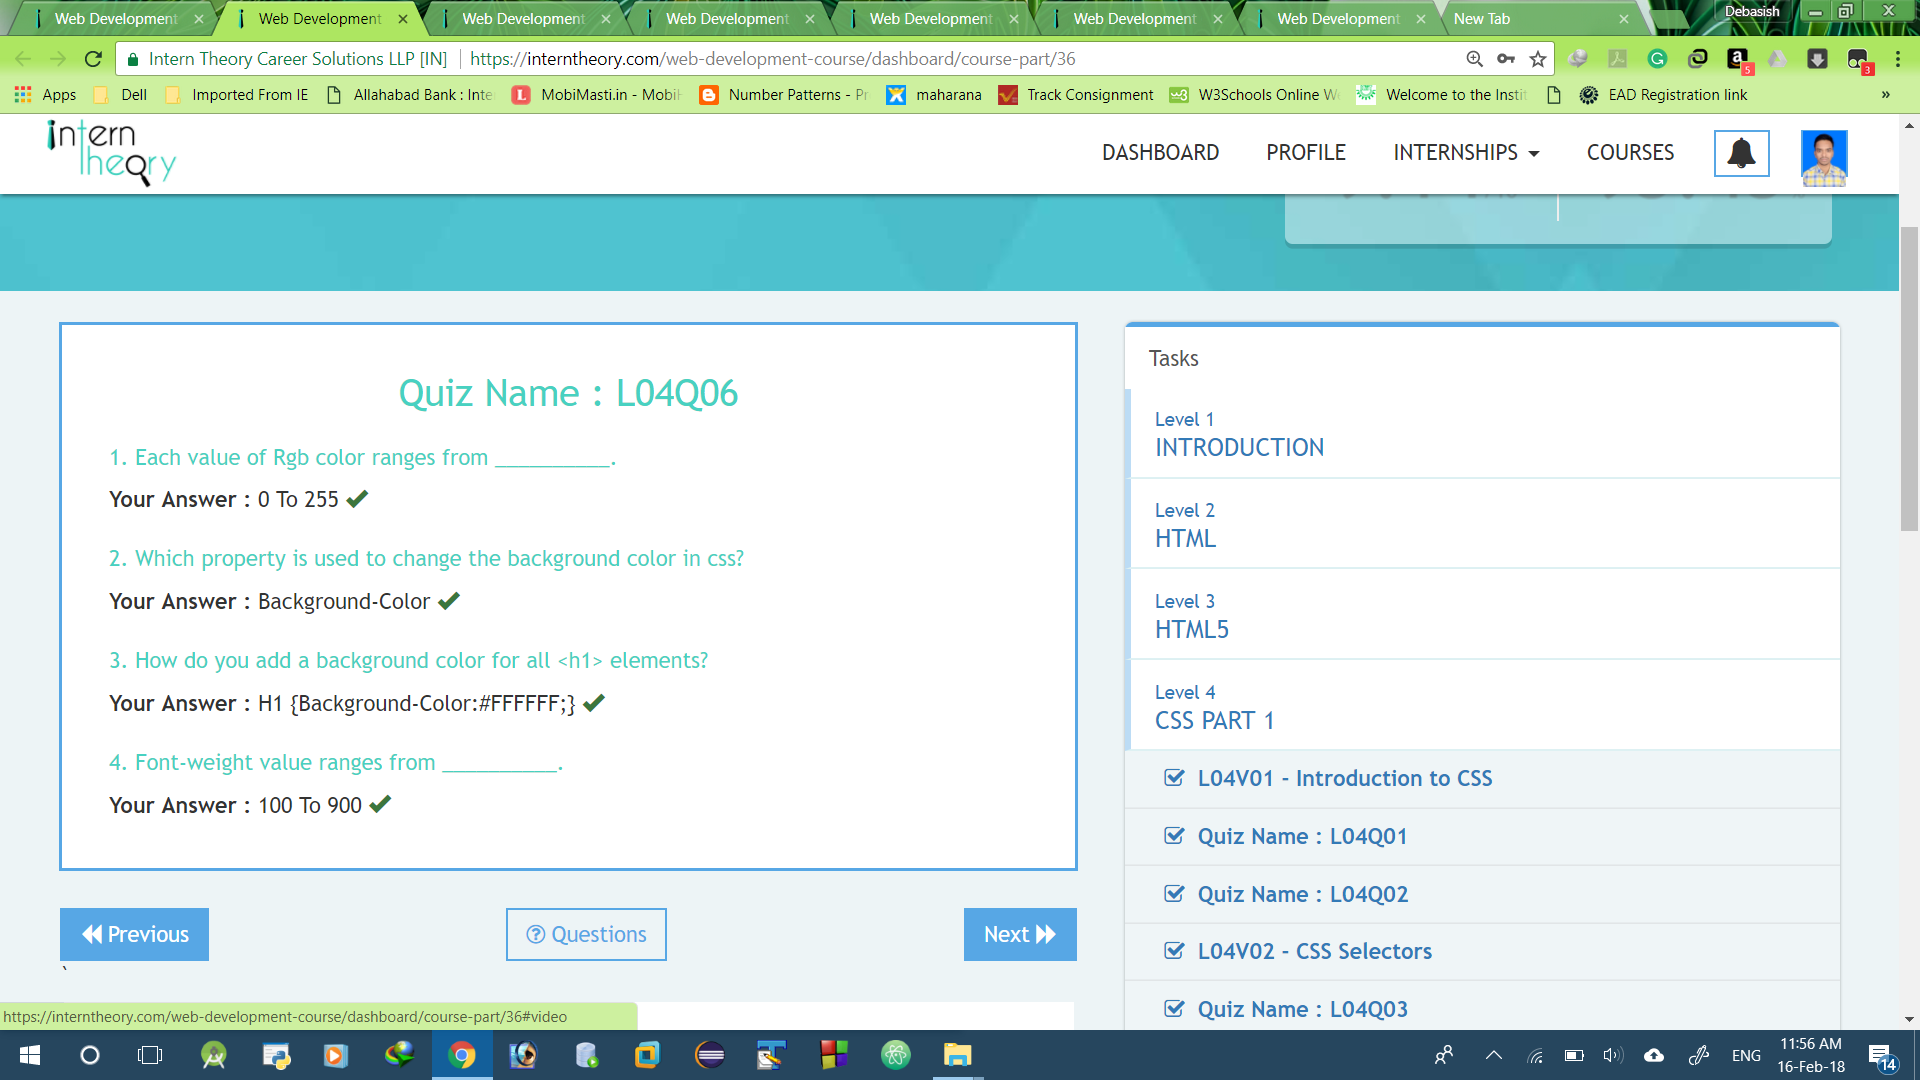 Web Development
Web Development
Web Development
Web Development
Web Development
Web Development
Web Development
New Tab
Debasish
Intern Theory Career Solutions LLP [IN]
https://interntheory.com/web-development-course/dashboard/course-part/36
5
3
Apps
Dell
Imported From IE
Allahabad Bank : Inte
MobiMasti.in - Mobi
Number Patterns - Pr
maharana
Track Consignment
W3Schools Online W
Welcome to the Instit
EAD Registration link
»
intern
theory
DASHBOARD
PROFILE
INTERNSHIPS
COURSES
Quiz Name : L04Q06
1. Each value of Rgb color ranges from __________.
Your Answer : 0 To 255
2. Which property is used to change the background color in css?
Your Answer : Background-Color
3. How do you add a background color for all <h1> elements?
Your Answer : H1 {Background-Color:#FFFFFF;}
4. Font-weight value ranges from __________.
Your Answer : 100 To 900
Previous
Questions
Next
`
Tasks
Level 1
INTRODUCTION
Level 2
HTML
Level 3
HTML5
Level 4
CSS PART 1
L04V01 - Introduction to CSS
Quiz Name : L04Q01
Quiz Name : L04Q02
L04V02 - CSS Selectors
Quiz Name : L04Q03
https://interntheory.com/web-development-course/dashboard/course-part/36#video
ENG
11:56 AM
16-Feb-18
14